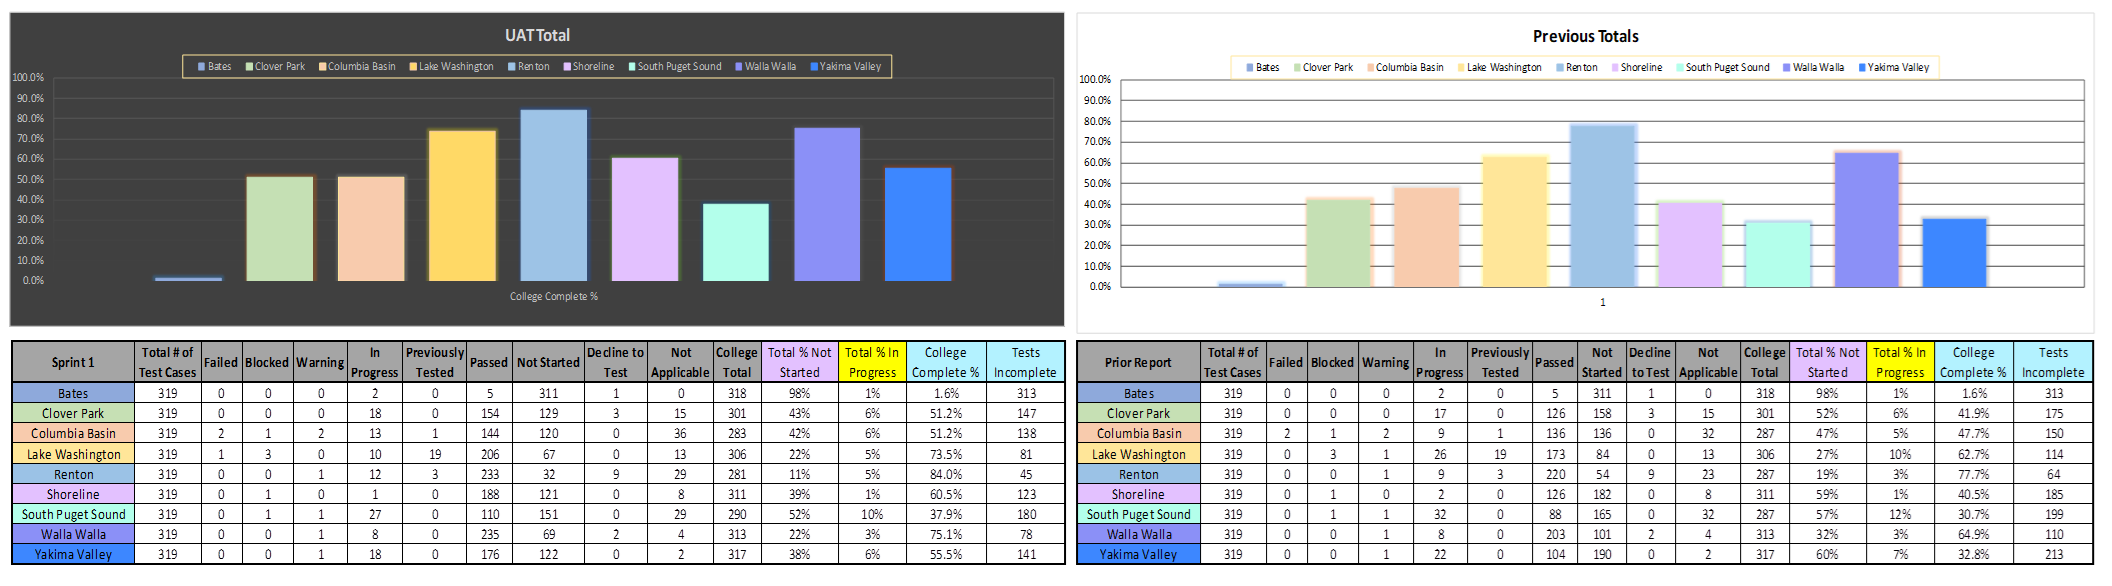 UAT Total
Bates Clover Park Columbia Basin Lake Washington Renton Shoreline South Puget Sound Walla Walla Yakima Valley
100.0%
90.0%
80.0%
70.0%
60.0%
50.0%
40.0%
30.0%
20.0%
10.0%
0.0%
College Complete %
Previous Totals
Bates Clover Park Columbia Basin Lake Washington Renton Shoreline South Puget Sound Walla Walla Yakima Valley
100.0%
90.0%
80.0%
70.0%
60.0%
50.0%
40.0%
30.0%
20.0%
10.0%
0.0%
1
Sprint 1 Total # of Test Cases Failed Blocked Warning In Progress Previously Tested Passed Not Started Decline to Test Not Applicable College Total Total % Not Started Total % In Progress College Complete % Tests Incomplete
Bates 319 0 0 0 2 0 5 311 1 0 318 98% 1% 1.6% 313
Clover Park 319 0 0 0 18 0 154 129 3 15 301 43% 6% 51.2% 147
Columbia Basin 319 2 1 2 13 1 144 120 0 36 283 42% 6% 51.2% 138
Lake Washington 319 1 3 0 10 19 206 67 0 13 306 22% 5% 73.5% 81
Renton 319 0 0 1 12 3 233 32 9 29 281 11% 5% 84.0% 45
Shoreline 319 0 1 0 1 0 188 121 0 8 311 39% 1% 60.5% 123
South Puget Sound 319 0 1 1 27 0 110 151 0 29 290 52% 10% 37.9% 180
Walla Walla 319 0 0 1 8 0 235 69 2 4 313 22% 3% 75.1% 78
Yakima Valley 319 0 0 1 18 0 176 122 0 2 317 38% 6% 55.5% 141
Prior Report Total # of Test Cases Failed Blocked Warning In Progress Previously Tested Passed Not Started Decline to Test Not Applicable College Total Total % Not Started Total % In Progress College Complete % Tests Incomplete
Bates 319 0 0 0 2 0 5 311 1 0 318 98% 1% 1.6% 313
Clover Park 319 0 0 0 17 0 126 158 3 15 301 52% 6% 41.9% 175
Columbia Basin 319 2 1 2 9 1 136 136 0 32 287 47% 5% 47.7% 150
Lake Washington 319 0 3 1 26 19 173 84 0 13 306 27% 10% 62.7% 114
Renton 319 0 0 1 9 3 220 54 9 23 287 19% 3% 77.7% 64
Shoreline 319 0 1 0 2 0 126 182 0 8 311 59% 1% 40.5% 185
South Puget Sound 319 0 1 1 32 0 88 165 0 32 287 57% 12% 30.7% 199
Walla Walla 319 0 0 1 8 0 203 101 2 4 313 32% 3% 64.9% 110
Yakima Valley 319 0 0 1 22 0 104 190 0 2 317 60% 7% 32.8% 213